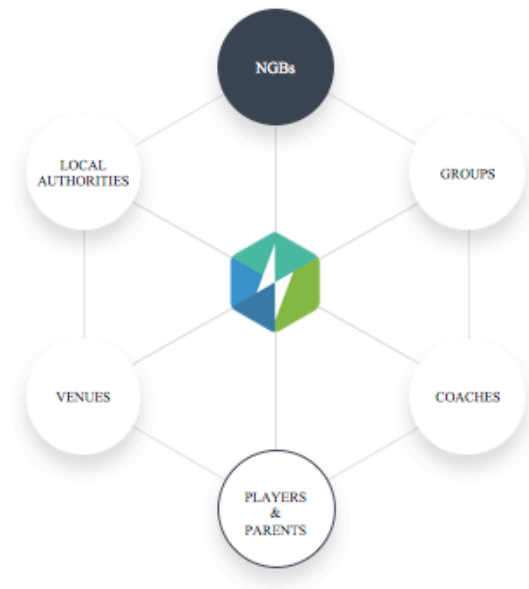 NGBs
LOCAL
AUTHORITIES
GROUPS
VENUES
COACHES
PLAYERS
&
PARENTS